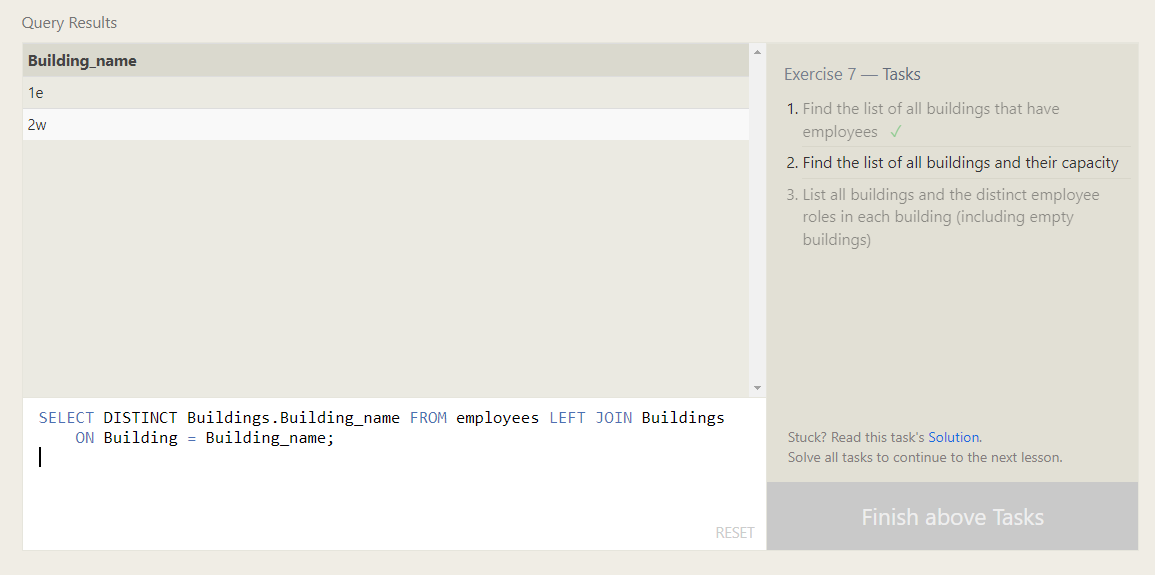 Query Results
Building_name
1e
2w
SELECT DISTINCT Buildings.Building_name FROM employees LEFT JOIN Buildings
ON Building = Building_name;
RESET
Exercise 7 — Tasks
1. Find the list of all buildings that have
employees ✓
2. Find the list of all buildings and their capacity
3. List all buildings and the distinct employee
roles in each building (including empty
buildings)
Stuck? Read this task's Solution.
Solve all tasks to continue to the next lesson.
Finish above Tasks